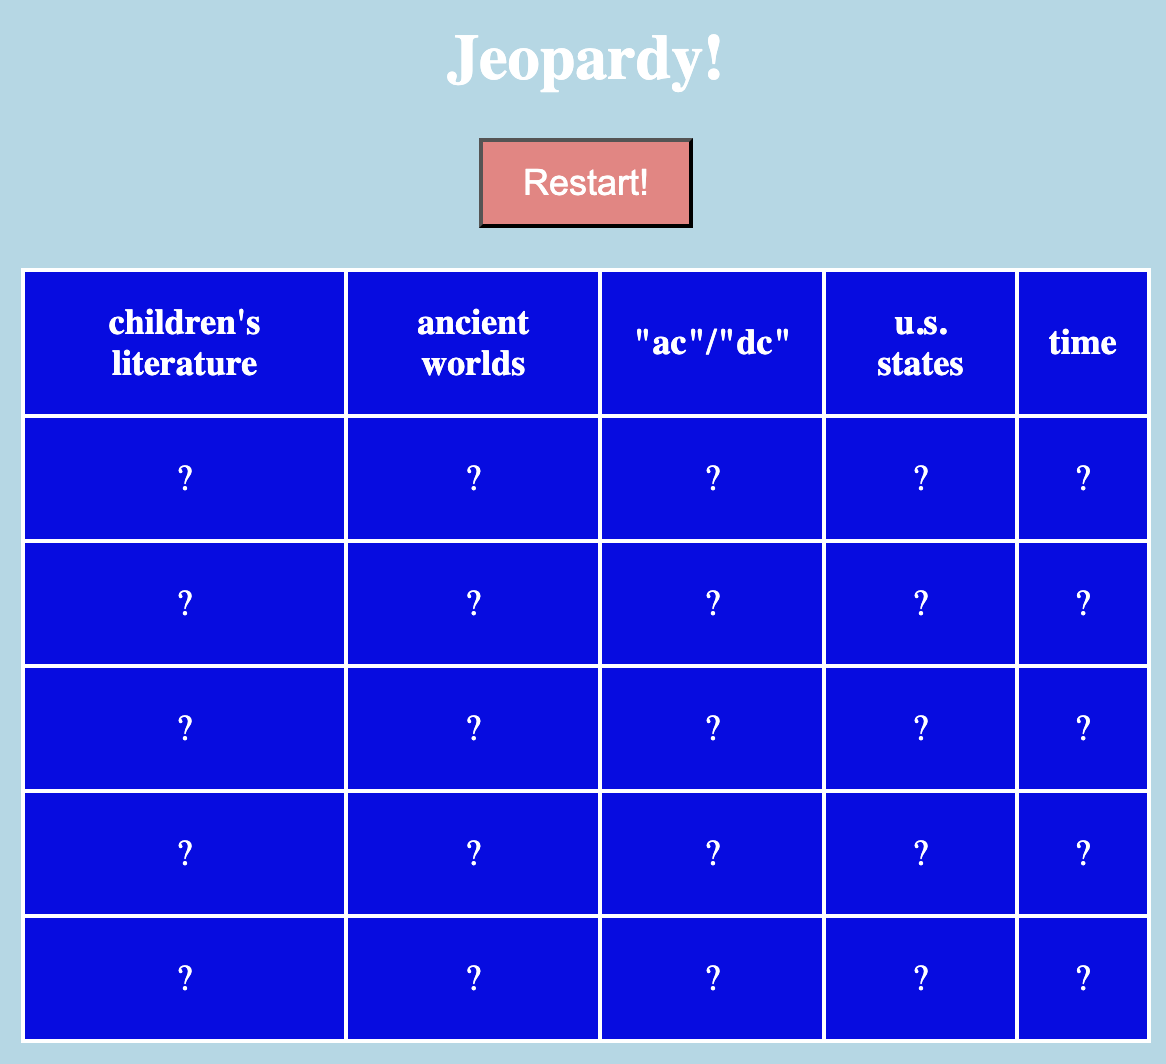 Jeopardy!
Restart!
children's
literature
ancient
worlds
"ac"/"dc"
u.s.
states
time
? ? ? ? ?
? ? ? ? ?
? ? ? ? ?
? ? ? ? ?
? ? ? ? ?